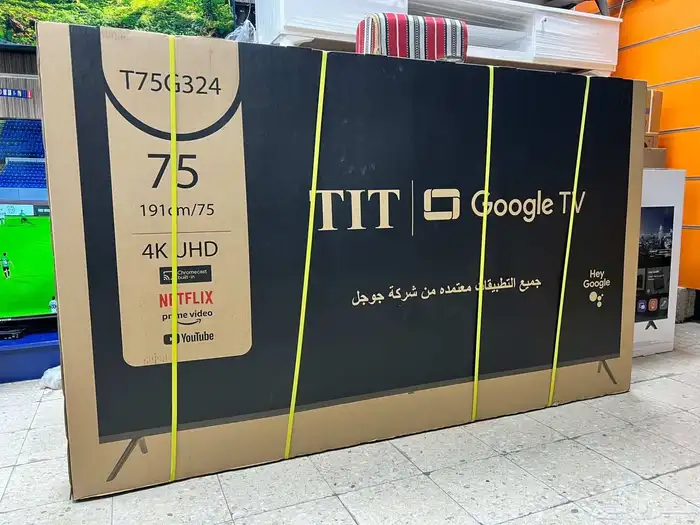 T75G324
75
191cm/75
4K UHD
Chromecast
built-in
NETFLIX
prime video
YouTube
TIT
Google TV
جميع التطبيقات معتمده من شركة جوجل
Hey
Google